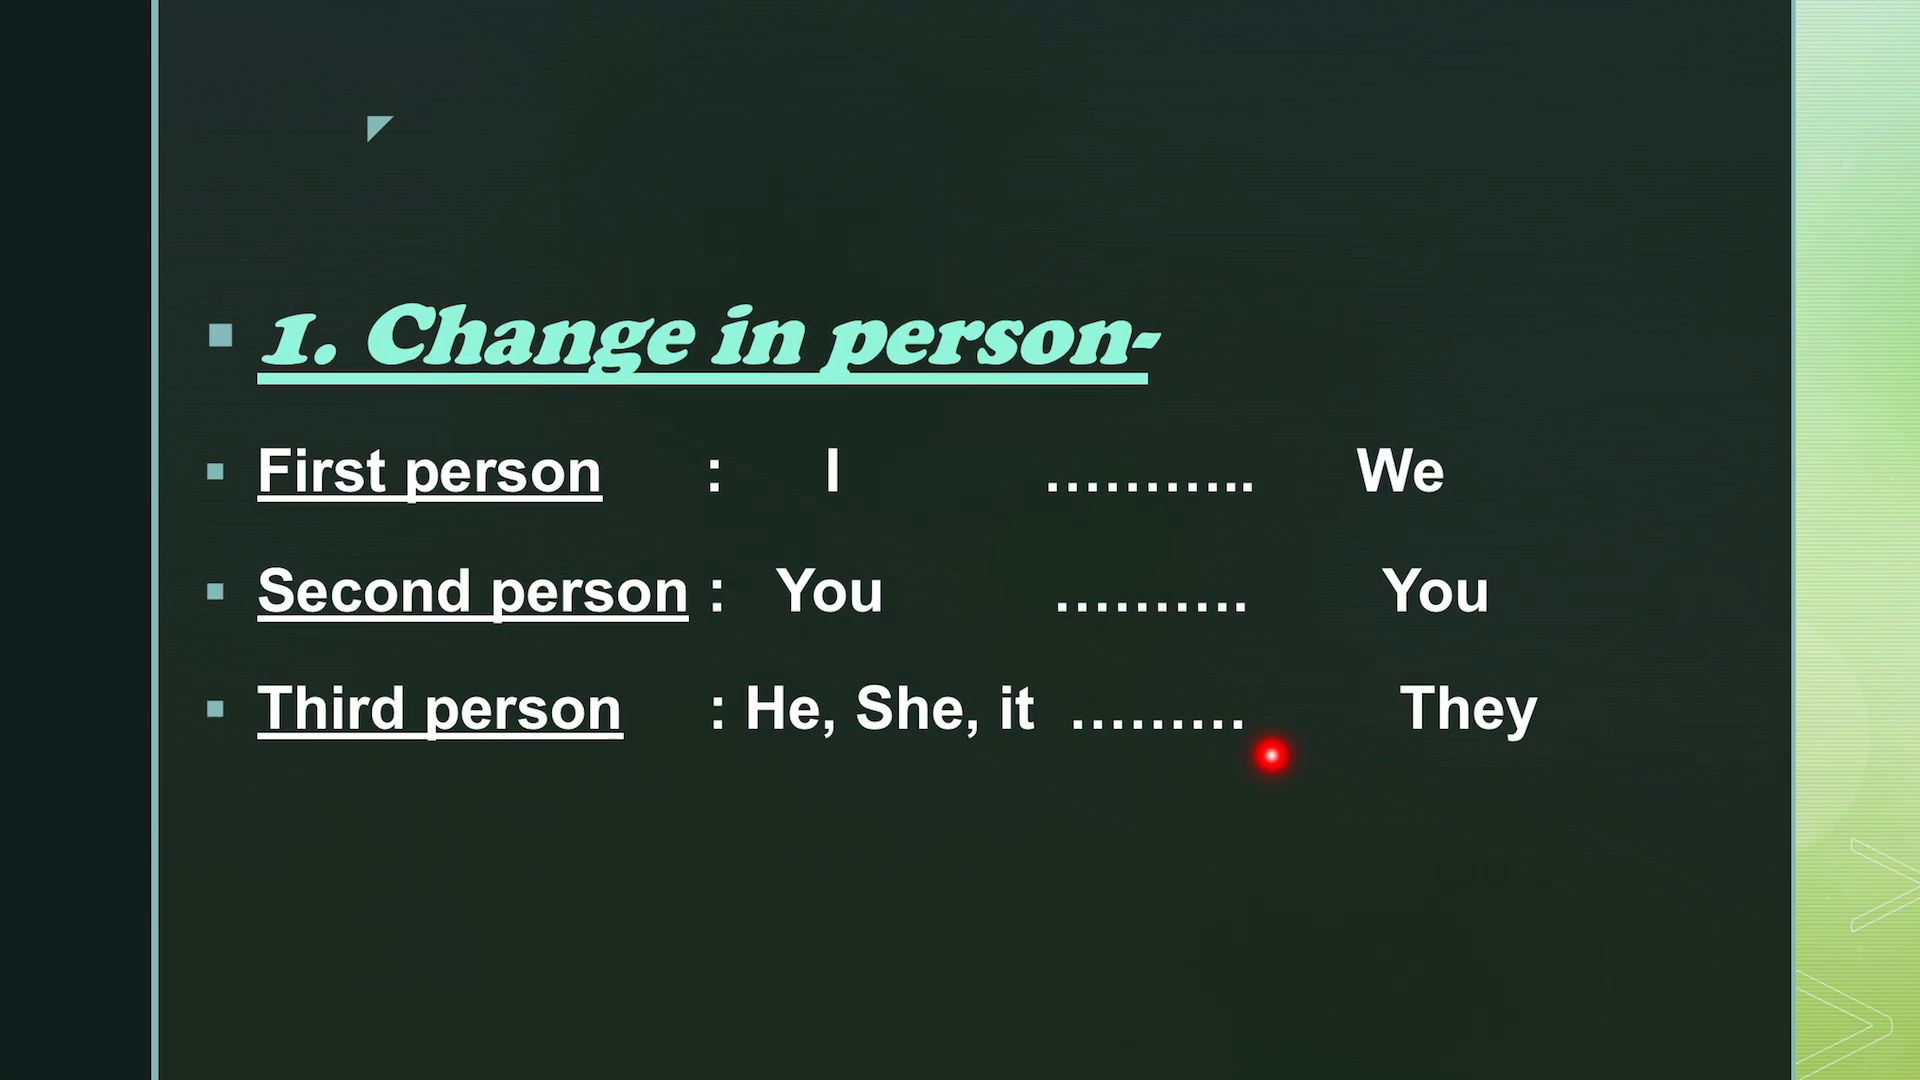 1. Change in person-
First person : I ……….. We
Second person : You ………. You
Third person : He, She, it ……… They